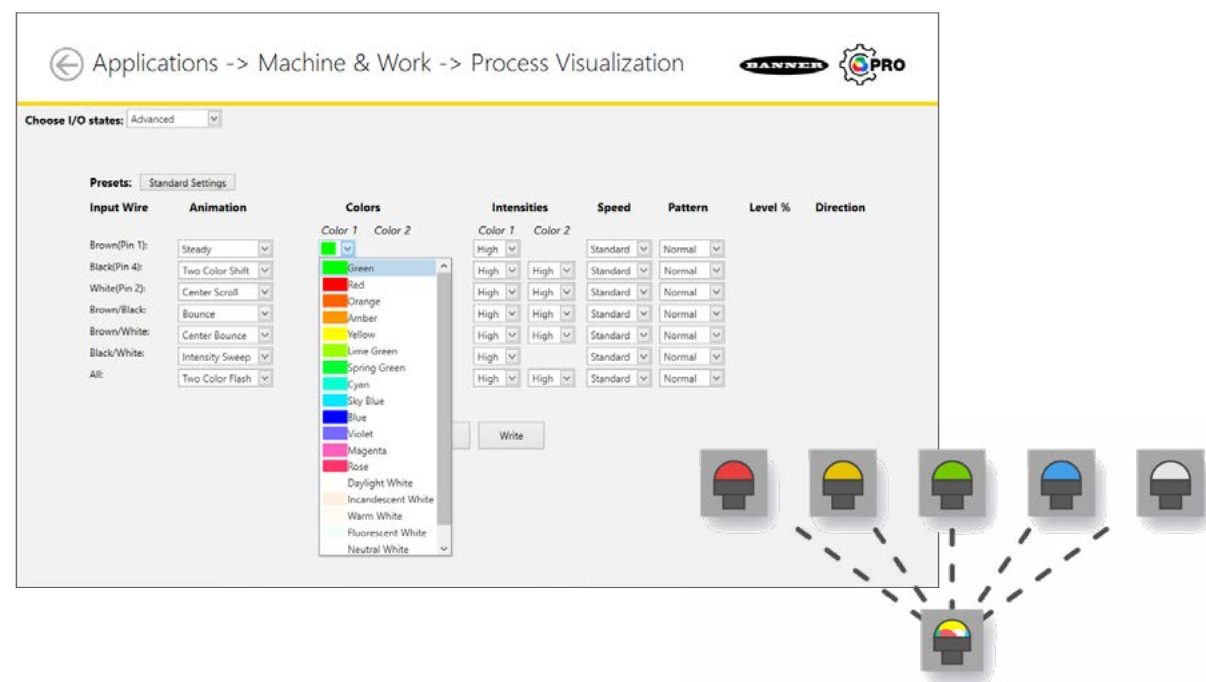 Applications -> Machine & Work -> Process Visualization BANNER PRO
Choose I/O states: Advanced
Presets: Standard Settings
Input Wire Animation Colors Intensities Speed Pattern Level % Direction
Color 1 Color 2 Color 1 Color 2
Brown(Pin 1): Steady High Standard Normal
Black(Pin 4): Two Color Shift High High Standard Normal
White(Pin 2): Center Scroll High High Standard Normal
Brown/Black: Bounce High High Standard Normal
Brown/White: Center Bounce High High Standard Normal
Black/White: Intensity Sweep High Standard Normal
All: Two Color Flash High High Standard Normal
Green
Red
Orange
Amber
Yellow
Lime Green
Spring Green
Cyan
Sky Blue
Blue
Violet
Magenta
Rose
Daylight White
Incandescent White
Warm White
Fluorescent White
Neutral White
Write